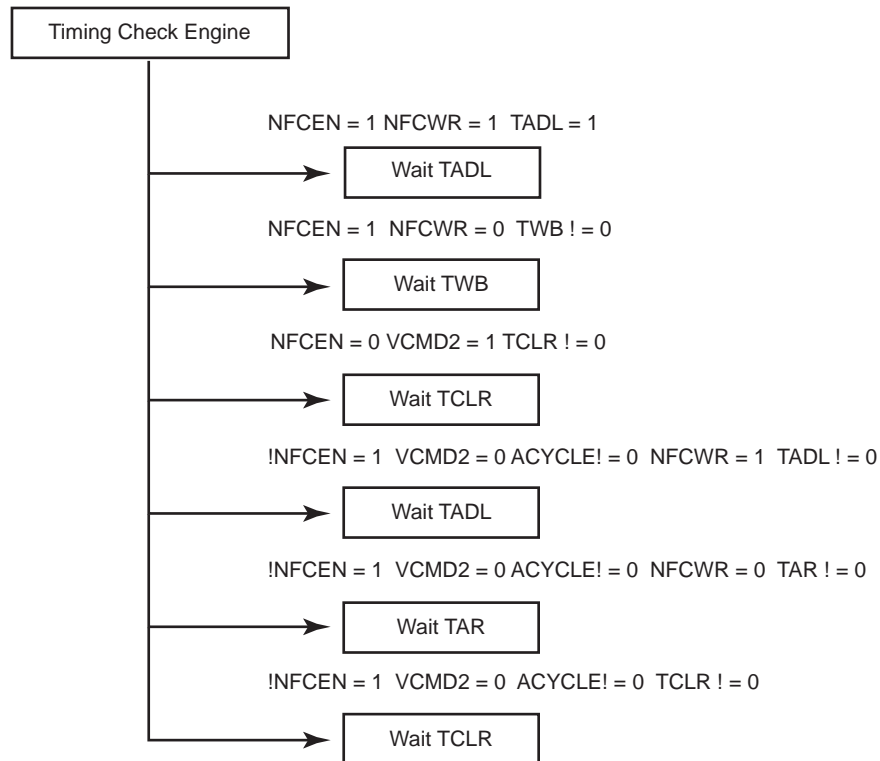 Timing Check Engine
NFCEN = 1 NFCWR = 1 TADL = 1
Wait TADL
NFCEN = 1 NFCWR = 0 TWB ! = 0
Wait TWB
NFCEN = 0 VCMD2 = 1 TCLR ! = 0
Wait TCLR
!NFCEN = 1 VCMD2 = 0 ACYCLE! = 0 NFCWR = 1 TADL ! = 0
Wait TADL
!NFCEN = 1 VCMD2 = 0 ACYCLE! = 0 NFCWR = 0 TAR ! = 0
Wait TAR
!NFCEN = 1 VCMD2 = 0 ACYCLE! = 0 TCLR ! = 0
Wait TCLR